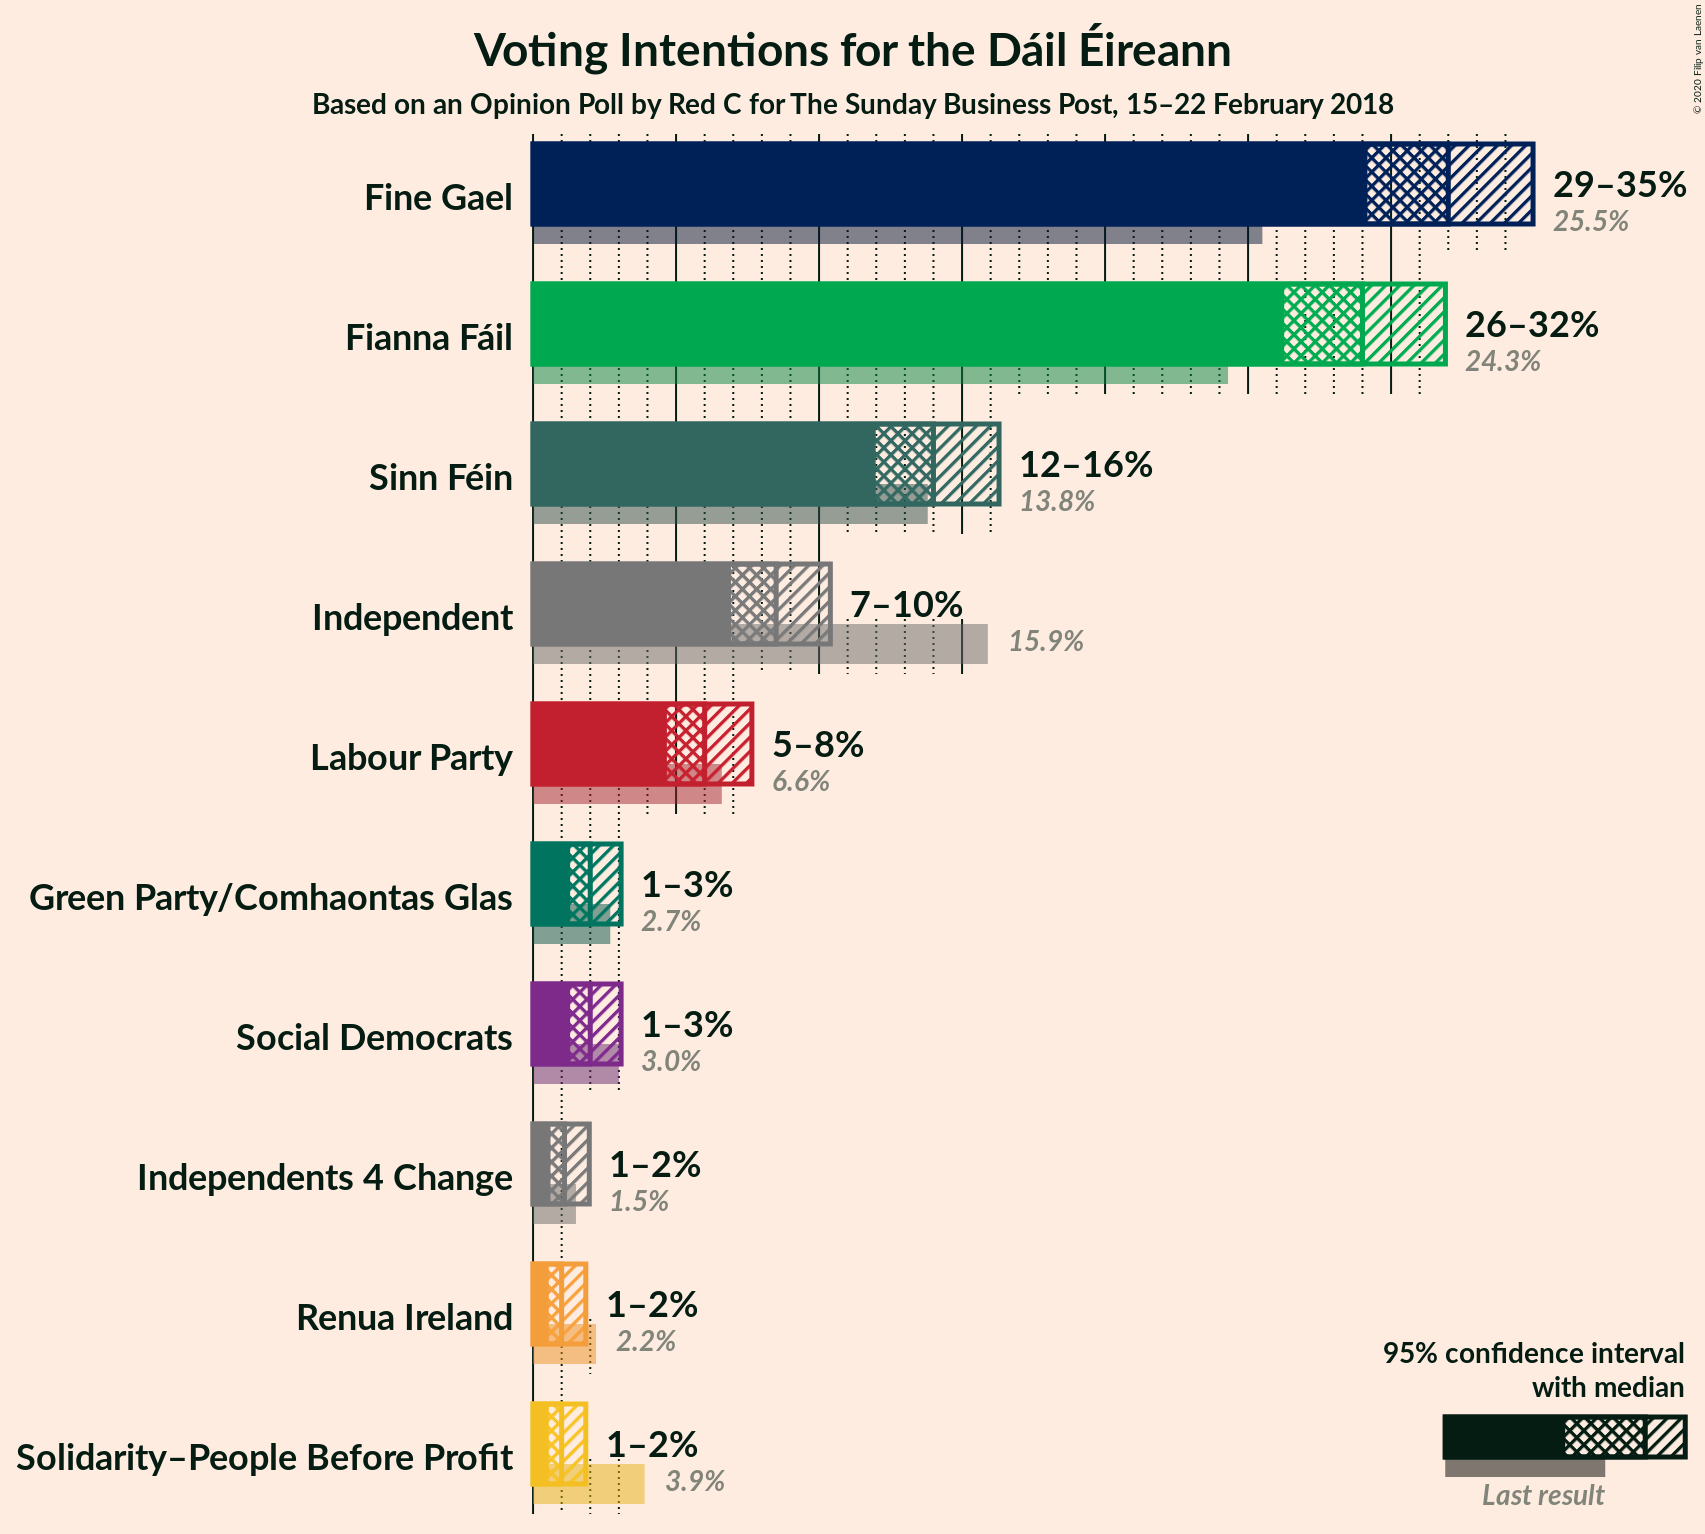 Voting Intentions for the Dáil Éireann
Based on an Opinion Poll by Red C for The Sunday Business Post, 15–22 February 2018
© 2020 Filip van Laenen
Fine Gael
29–35%
25.5%
Fianna Fáil
26–32%
24.3%
Sinn Féin
12–16%
13.8%
Independent
7–10%
15.9%
Labour Party
5–8%
6.6%
Green Party/Comhaontas Glas
1–3%
2.7%
Social Democrats
1–3%
3.0%
Independents 4 Change
1–2%
1.5%
Renua Ireland
1–2%
2.2%
Solidarity–People Before Profit
1–2%
3.9%
95% confidence interval
with median
Last result